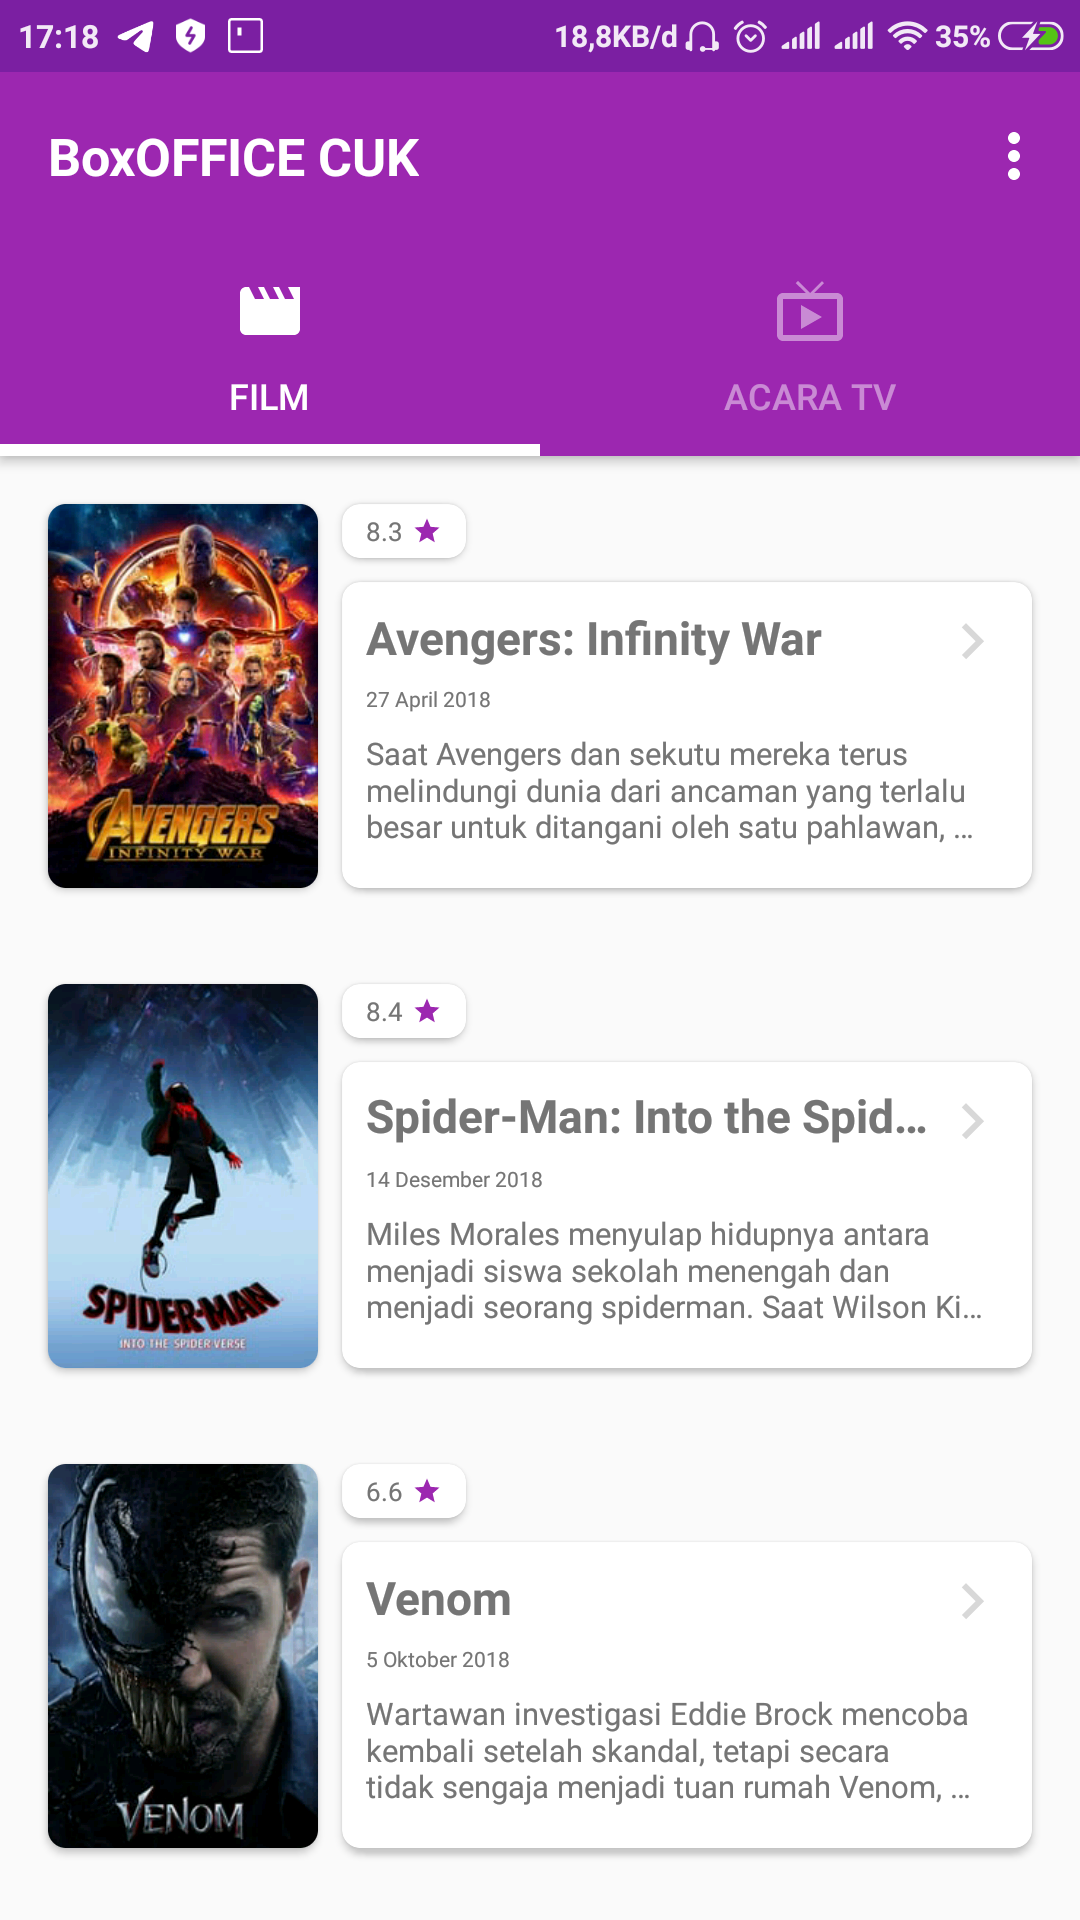 17:18
18,8KB/d
35%
BoxOFFICE CUK
FILM
ACARA TV
8.3
AVENGERS
INFINITY WAR
Avengers: Infinity War
27 April 2018
Saat Avengers dan sekutu mereka terus
melindungi dunia dari ancaman yang terlalu
besar untuk ditangani oleh satu pahlawan, ...
8.4
SPIDER-MAN
INTO THE SPIDER-VERSE
Spider-Man: Into the Spid...
14 Desember 2018
Miles Morales menyulap hidupnya antara
menjadi siswa sekolah menengah dan
menjadi seorang spiderman. Saat Wilson Ki...
6.6
VENOM
Venom
5 Oktober 2018
Wartawan investigasi Eddie Brock mencoba
kembali setelah skandal, tetapi secara
tidak sengaja menjadi tuan rumah Venom, ...